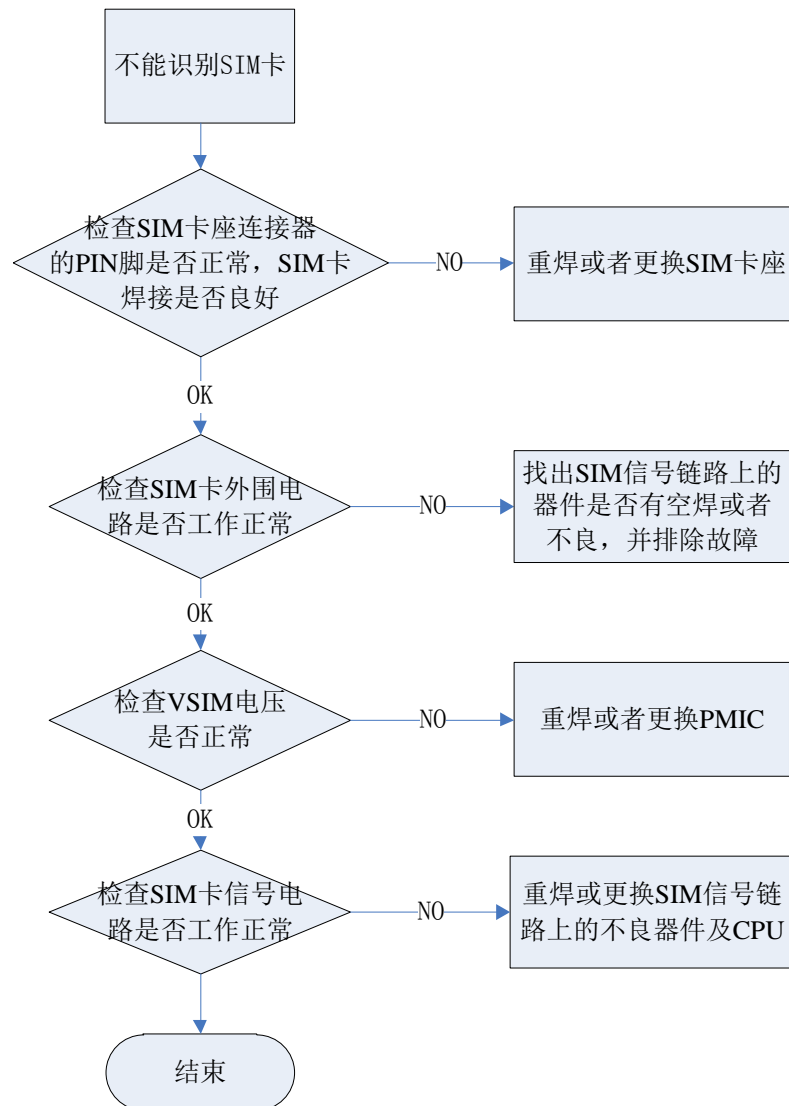 不能识别SIM卡
检查SIM卡座连接器
的PIN脚是否正常，SIM卡
焊接是否良好
NO
重焊或者更换SIM卡座
OK
检查SIM卡外围电
路是否工作正常
NO
找出SIM信号链路上的
器件是否有空焊或者
不良，并排除故障
OK
检查VSIM电压
是否正常
NO
重焊或者更换PMIC
OK
检查SIM卡信号电
路是否工作正常
NO
重焊或更换SIM信号链
路上的不良器件及CPU
结束